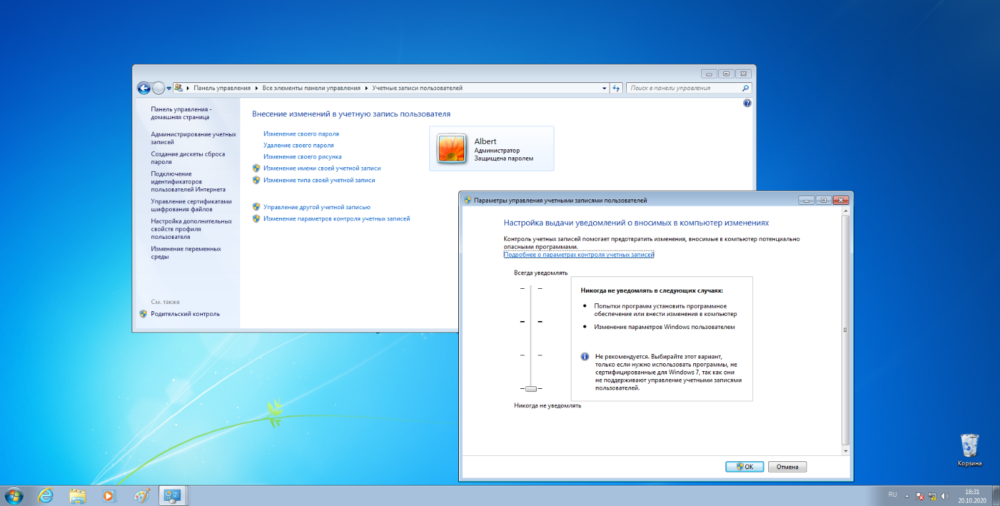 Панель управления
Все элементы панели управления
Учетные записи пользователей
Поиск в панели управления
Панель управления -
домашняя страница
Администрирование учетных
записей
Создание дискеты сброса
пароля
Подключение
идентификаторов
пользователей Интернета
Управление сертификатами
шифрования файлов
Настройка дополнительных
свойств профиля
пользователя
Изменение переменных
среды
См. также
Родительский контроль
Внесение изменений в учетную запись пользователя
Изменение своего пароля
Удаление своего пароля
Изменение своего рисунка
Изменение имени своей учетной записи
Изменение типа своей учетной записи
Управление другой учетной записью
Изменение параметров контроля учетных записей
Albert
Администратор
Защищена паролем
Параметры управления учетными записями пользователей
Настройка выдачи уведомлений о вносимых в компьютер изменениях
Контроль учетных записей помогает предотвратить изменения, вносимые в компьютер потенциально
опасными программами.
Подробнее о параметрах контроля учетных записей
Всегда уведомлять
Никогда не уведомлять в следующих случаях:
Попытки программ установить программное
обеспечение или внести изменения в компьютер
Изменение параметров Windows пользователем
Не рекомендуется. Выбирайте этот вариант,
только если нужно использовать программы, не
сертифицированные для Windows 7, так как они
не поддерживают управление учетными записями
пользователей.
Никогда не уведомлять
OK
Отмена
Корзина
RU
18:31
20.10.2020